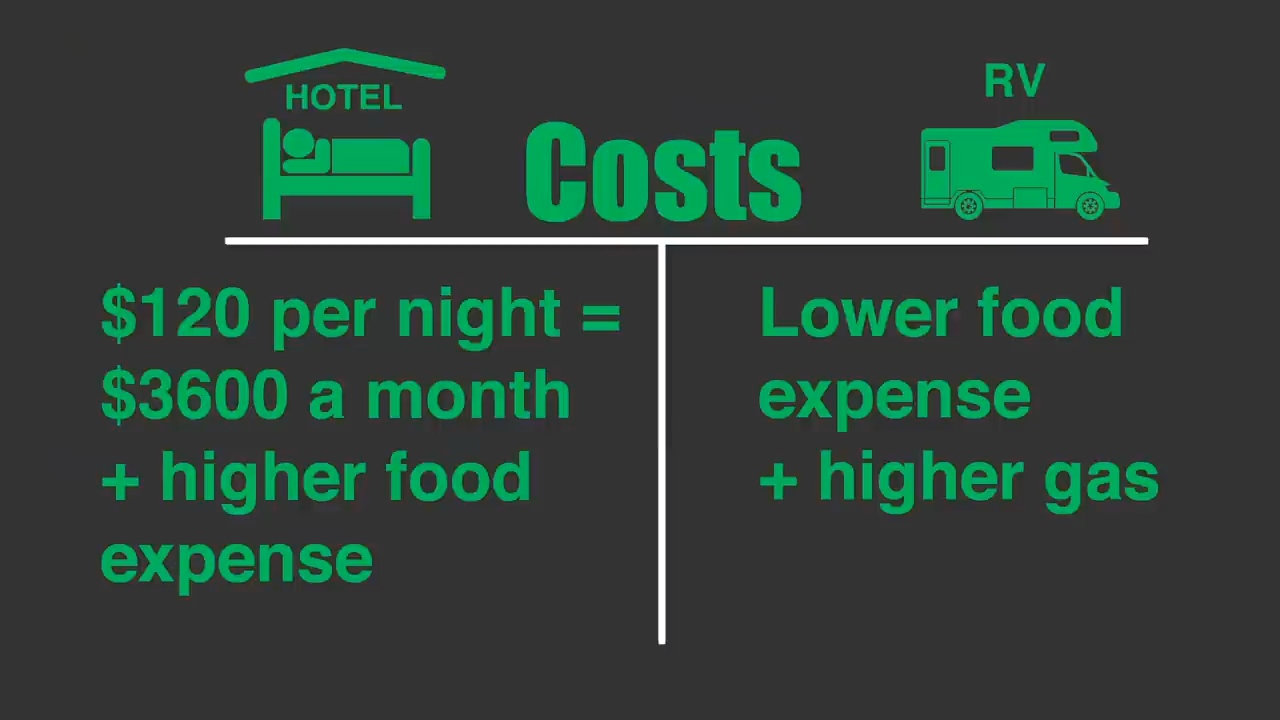 HOTEL
Costs
RV
$120 per night =
$3600 a month
+ higher food
expense
Lower food
expense
+ higher gas